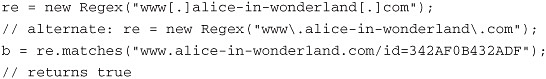 re = new Regex("www[.]alice-in-wonderland[.]com");
// alternate: re = new Regex("www\.alice-in-wonderland\.com");
b = re.matches("www.alice-in-wonderland.com/id=342AF0B432ADF");
// returns true